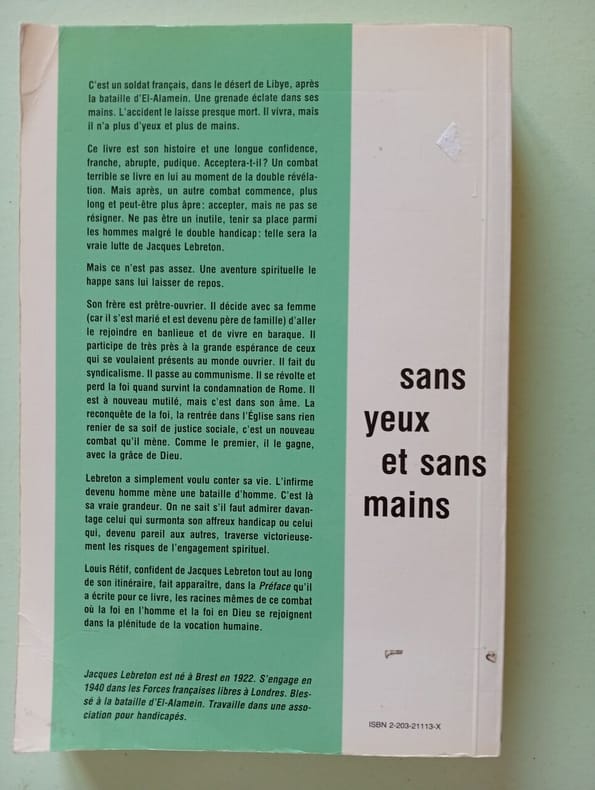 C'est un soldat français, dans le désert de Libye, après
la bataille d'El-Alamein. Une grenade éclate dans ses
mains. L'accident le laisse presque mort. Il vivra, mais
il n'a plus d'yeux et plus de mains.
Ce livre est son histoire et une longue confidence,
franche, abrupte, pudique. Acceptera-t-il? Un combat
terrible se livre en lui au moment de la double révéla-
tion. Mais après, un autre combat commence, plus
long et peut-être plus âpre: accepter, mais ne pas se
résigner. Ne pas être un inutile, tenir sa place parmi
les hommes malgré le double handicap: telle sera la
vraie lutte de Jacques Lebreton.
Mais ce n'est pas assez. Une aventure spirituelle le
happe sans lui laisser de repos.
Son frère est prêtre-ouvrier. Il décide avec sa femme
(car il s'est marié et est devenu père de famille) d'aller
le rejoindre en banlieue et de vivre en baraque. Il
participe de très près à la grande espérance de ceux
qui se voulaient présents au monde ouvrier. Il fait du
syndicalisme. Il passe au communisme. Il se révolte et
perd la foi quand survint la condamnation de Rome. Il
est à nouveau mutilé, mais c'est dans son âme. La
reconquête de la foi, la rentrée dans l'Église sans rien
renier de sa soif de justice sociale, c'est un nouveau
combat qu'il mène. Comme le premier, il le gagne,
avec la grâce de Dieu.
Lebreton a simplement voulu conter sa vie. L'infirme
devenu homme mène une bataille d'homme. C'est là
sa vraie grandeur. On ne sait s'il faut admirer davan-
tage celui qui surmonta son affreux handicap ou celui
qui, devenu pareil aux autres, traverse victorieuse-
ment les risques de l'engagement spirituel.
Louis Rétif, confident de Jacques Lebreton tout au long
de son itinéraire, fait apparaître, dans la Préface qu'il
a écrite pour ce livre, les racines mêmes de ce combat
où la foi en l'homme et la foi en Dieu se rejoignent
dans la plénitude de la vocation humaine.
Jacques Lebreton est né à Brest en 1922. S'engage en
1940 dans les Forces françaises libres à Londres. Bles-
sé à la bataille d'El-Alamein. Travaille dans une asso-
ciation pour handicapés.
sans
yeux
et sans
mains
ISBN 2-203-21113-X